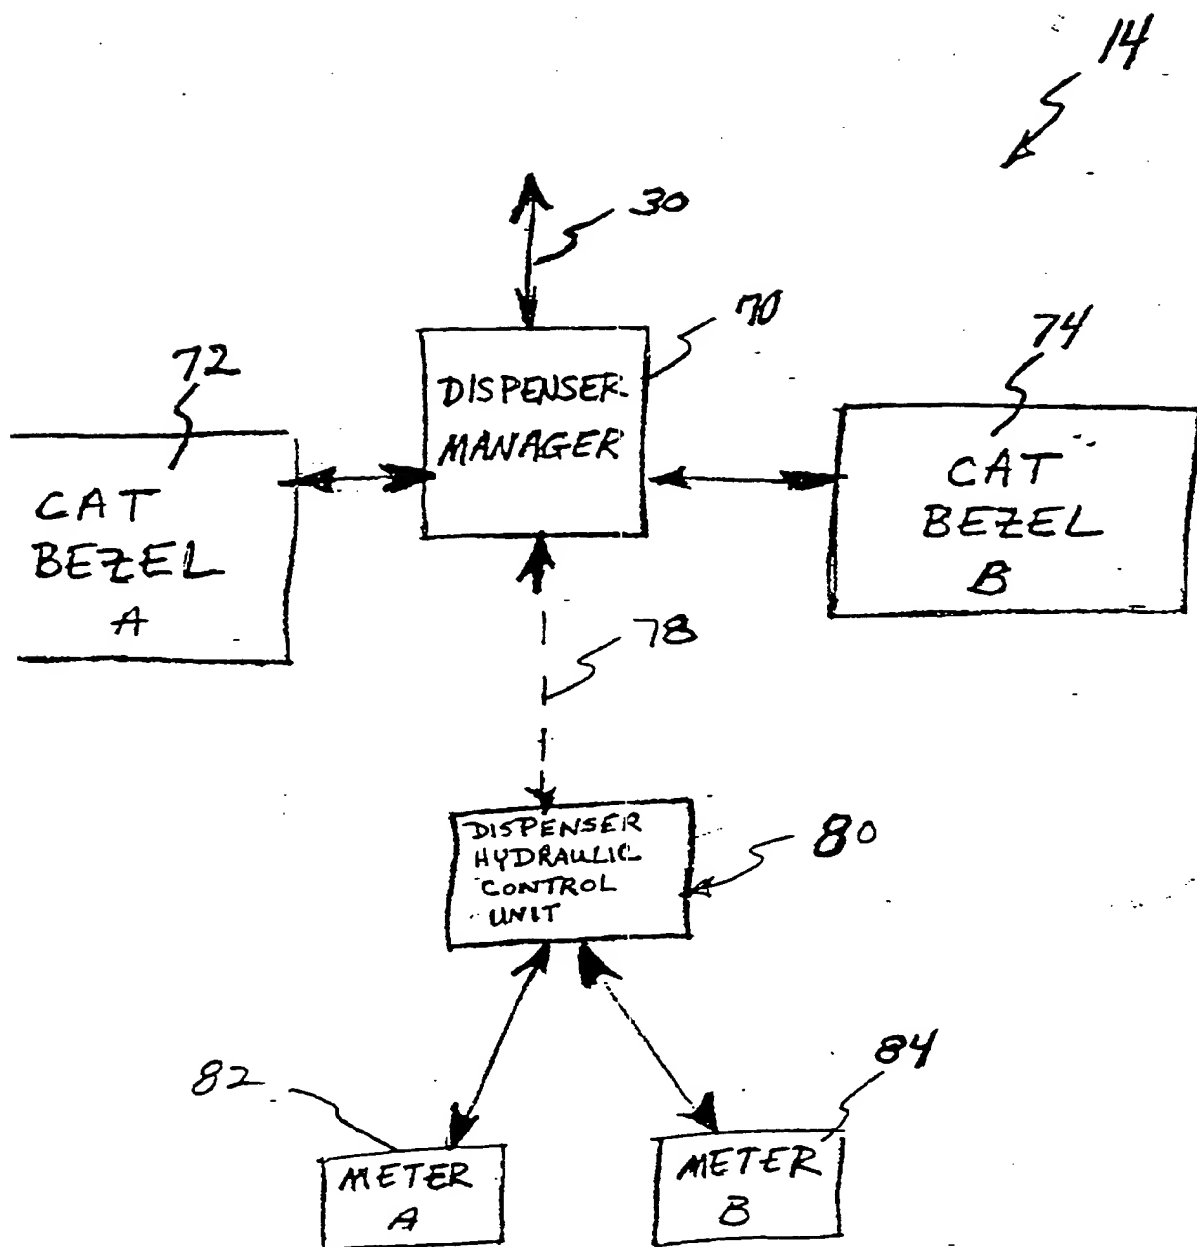 14
30
70
72
74
DISPENSER
MANAGER
CAT
BEZEL
A
CAT
BEZEL
B
78
DISPENSER
HYDRAULIC
CONTROL
UNIT
80
82
84
METER
A
METER
B